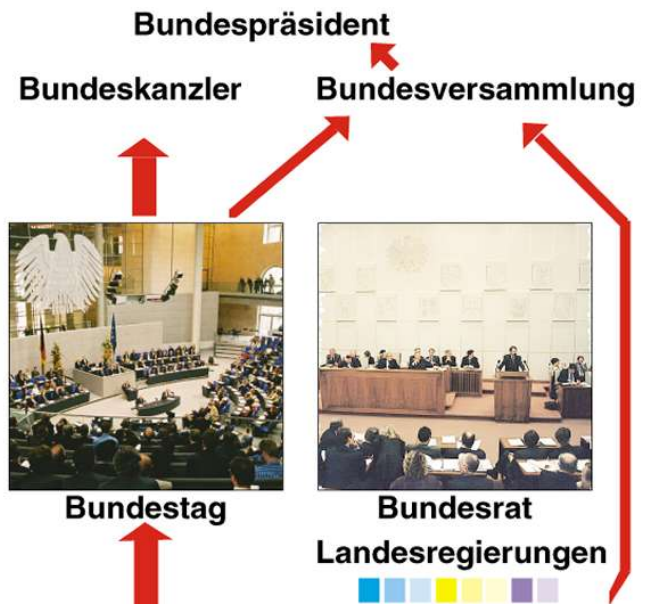 Bundespräsident
Bundeskanzler
Bundesversammlung
Bundestag
Bundesrat
Landesregierungen